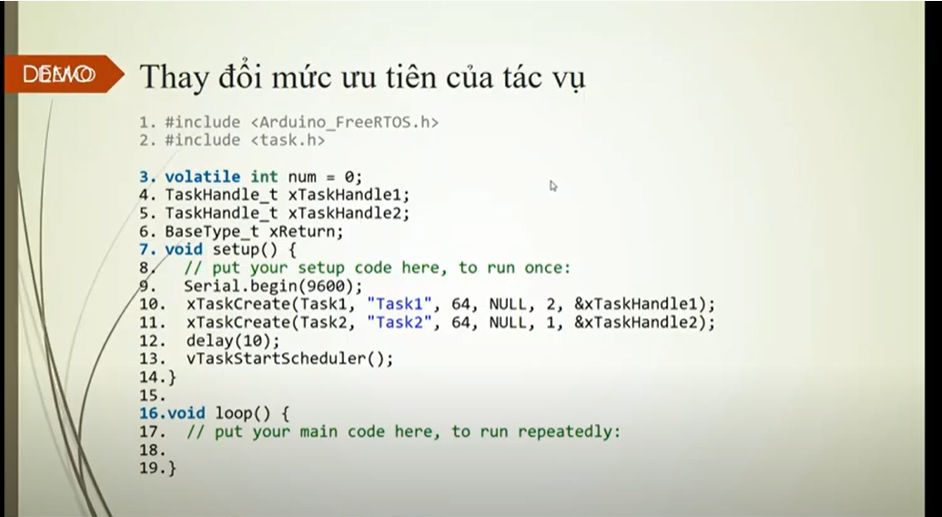 DEMO
Thay đổi mức ưu tiên của tác vụ
1. #include <Arduino_FreeRTOS.h>
2. #include <task.h>
3. volatile int num = 0;
4. TaskHandle_t xTaskHandle1;
5. TaskHandle_t xTaskHandle2;
6. BaseType_t xReturn;
7. void setup() {
8. // put your setup code here, to run once:
9. Serial.begin(9600);
10. xTaskCreate(Task1, "Task1", 64, NULL, 2, &xTaskHandle1);
11. xTaskCreate(Task2, "Task2", 64, NULL, 1, &xTaskHandle2);
12. delay(10);
13. vTaskStartScheduler();
14.}
15.
16.void loop() {
17. // put your main code here, to run repeatedly:
18.
19.}